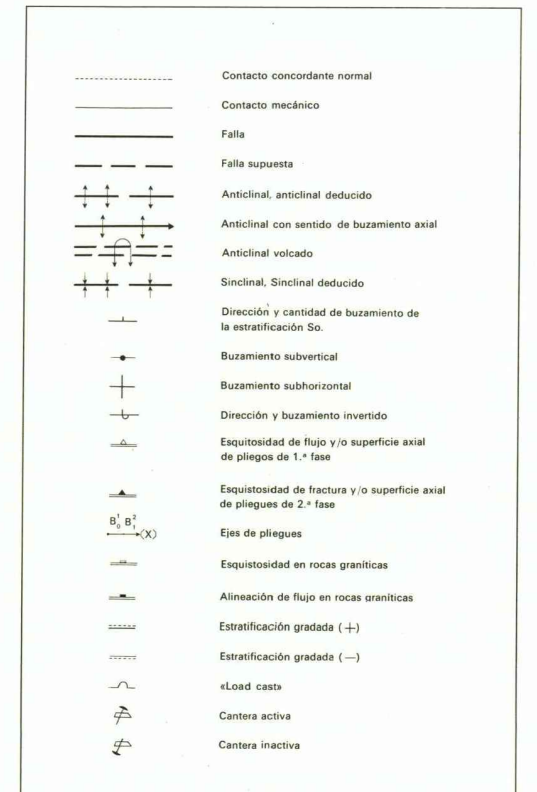 Contacto concordante normal
Contacto mecánico
Falla
Falla supuesta
Anticlinal, anticlinal deducido
Anticlinal con sentido de buzamiento axial
Anticlinal volcado
Sinclinal, Sinclinal deducido
Dirección y cantidad de buzamiento de
la estratificación So.
Buzamiento subvertical
Buzamiento subhorizontal
Dirección y buzamiento invertido
Esquitosidad de flujo y/o superficie axial
de pliegos de 1.ª fase
Esquistosidad de fractura y/o superficie axial
de pliegues de 2.ª fase
B¹₀ B²₁ (X) Ejes de pliegues
Esquistosidad en rocas graníticas
Alineación de flujo en rocas graníticas
Estratificación gradada (+)
Estratificación gradada (—)
«Load cast»
Cantera activa
Cantera inactiva